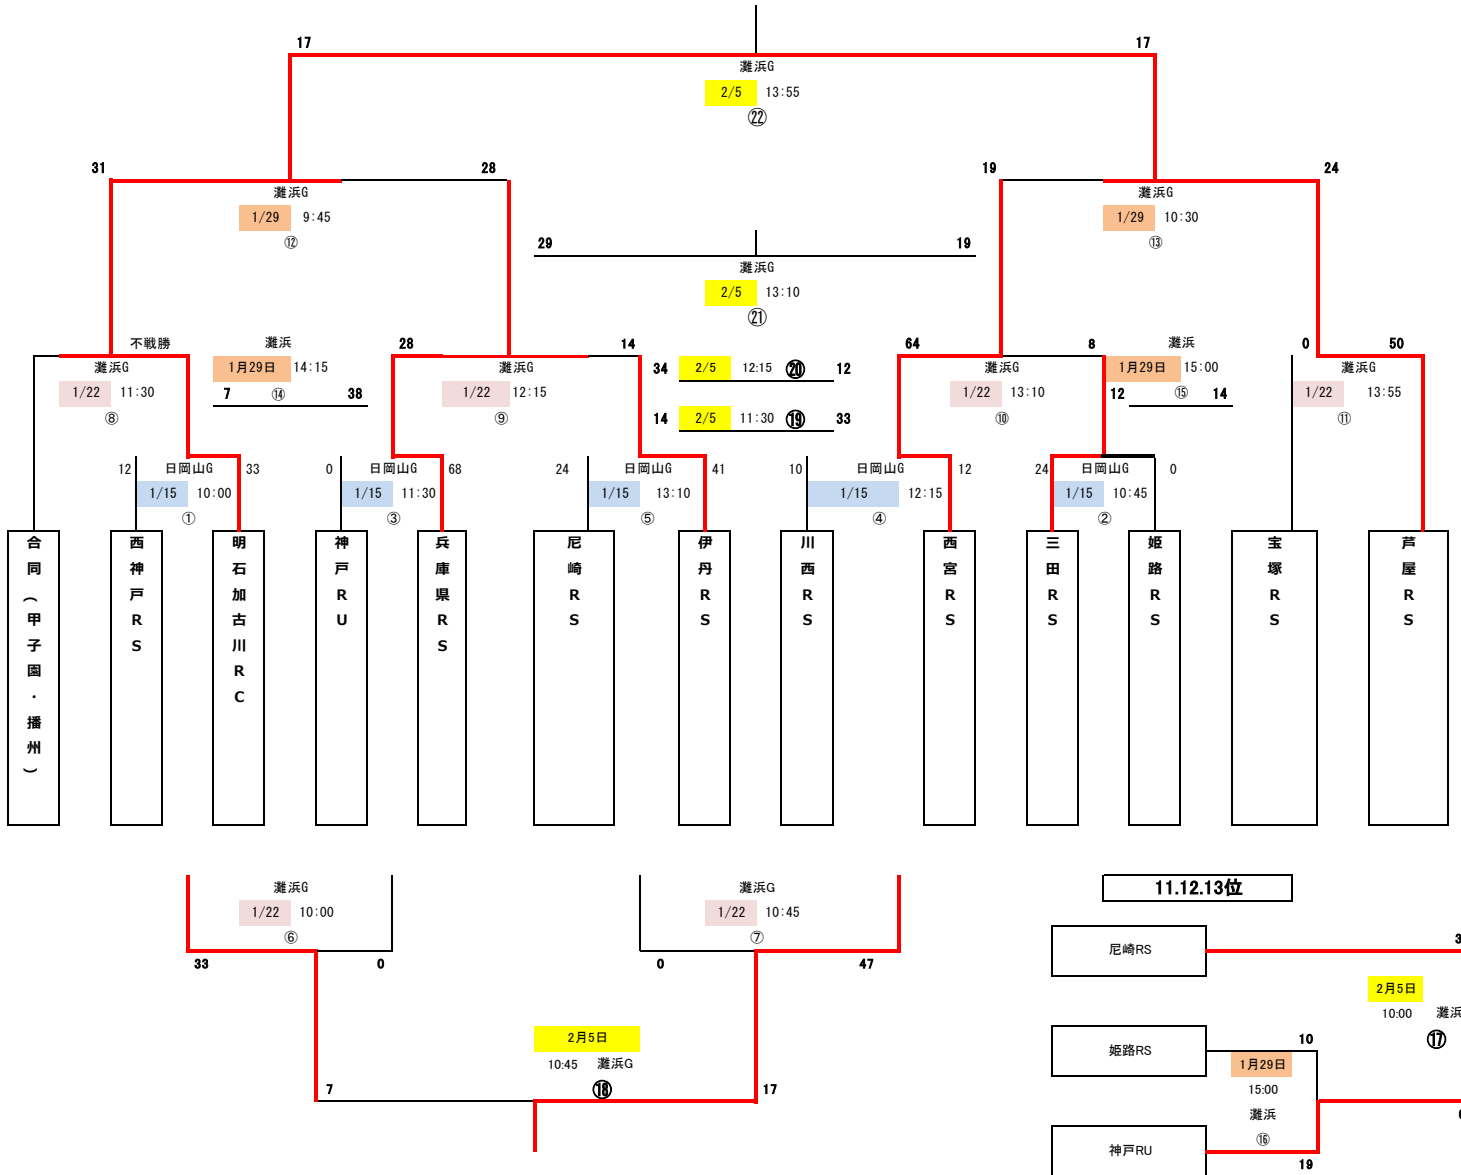 17
17
灘浜G
2/5 13:55
㉒
31
28
19
24
灘浜G
1/29 9:45
⑫
灘浜G
1/29 10:30
⑬
29
19
灘浜G
2/5 13:10
㉑
不戦勝
灘浜G
1/22 11:30
⑧
灘浜
1月29日 14:15
7 ⑭ 38
28
14
灘浜G
1/22 12:15
⑨
34 2/5 12:15 ⑳ 12
14 2/5 11:30 ⑲ 33
64
8
灘浜G
1/22 13:10
⑩
灘浜
1月29日 15:00
12 ⑮ 14
0
50
灘浜G
1/22 13:55
⑪
12 日岡山G 33
1/15 10:00
①
0 日岡山G 68
1/15 11:30
③
24 日岡山G 41
1/15 13:10
⑤
10 日岡山G 12
1/15 12:15
④
24 日岡山G 0
1/15 10:45
②
合同(甲子園・播州)
西神戸RS
明石加古川RC
神戸RU
兵庫県RS
尼崎RS
伊丹RS
川西RS
西宮RS
三田RS
姫路RS
宝塚RS
芦屋RS
灘浜G
1/22 10:00
⑥
33
0
灘浜G
1/22 10:45
⑦
0
47
2月5日
10:45 灘浜G
⑱
7
17
11.12.13位
尼崎RS
3
2月5日
10:00 灘浜
⑰
姫路RS
10
1月29日
15:00
灘浜
⑯
神戸RU
19